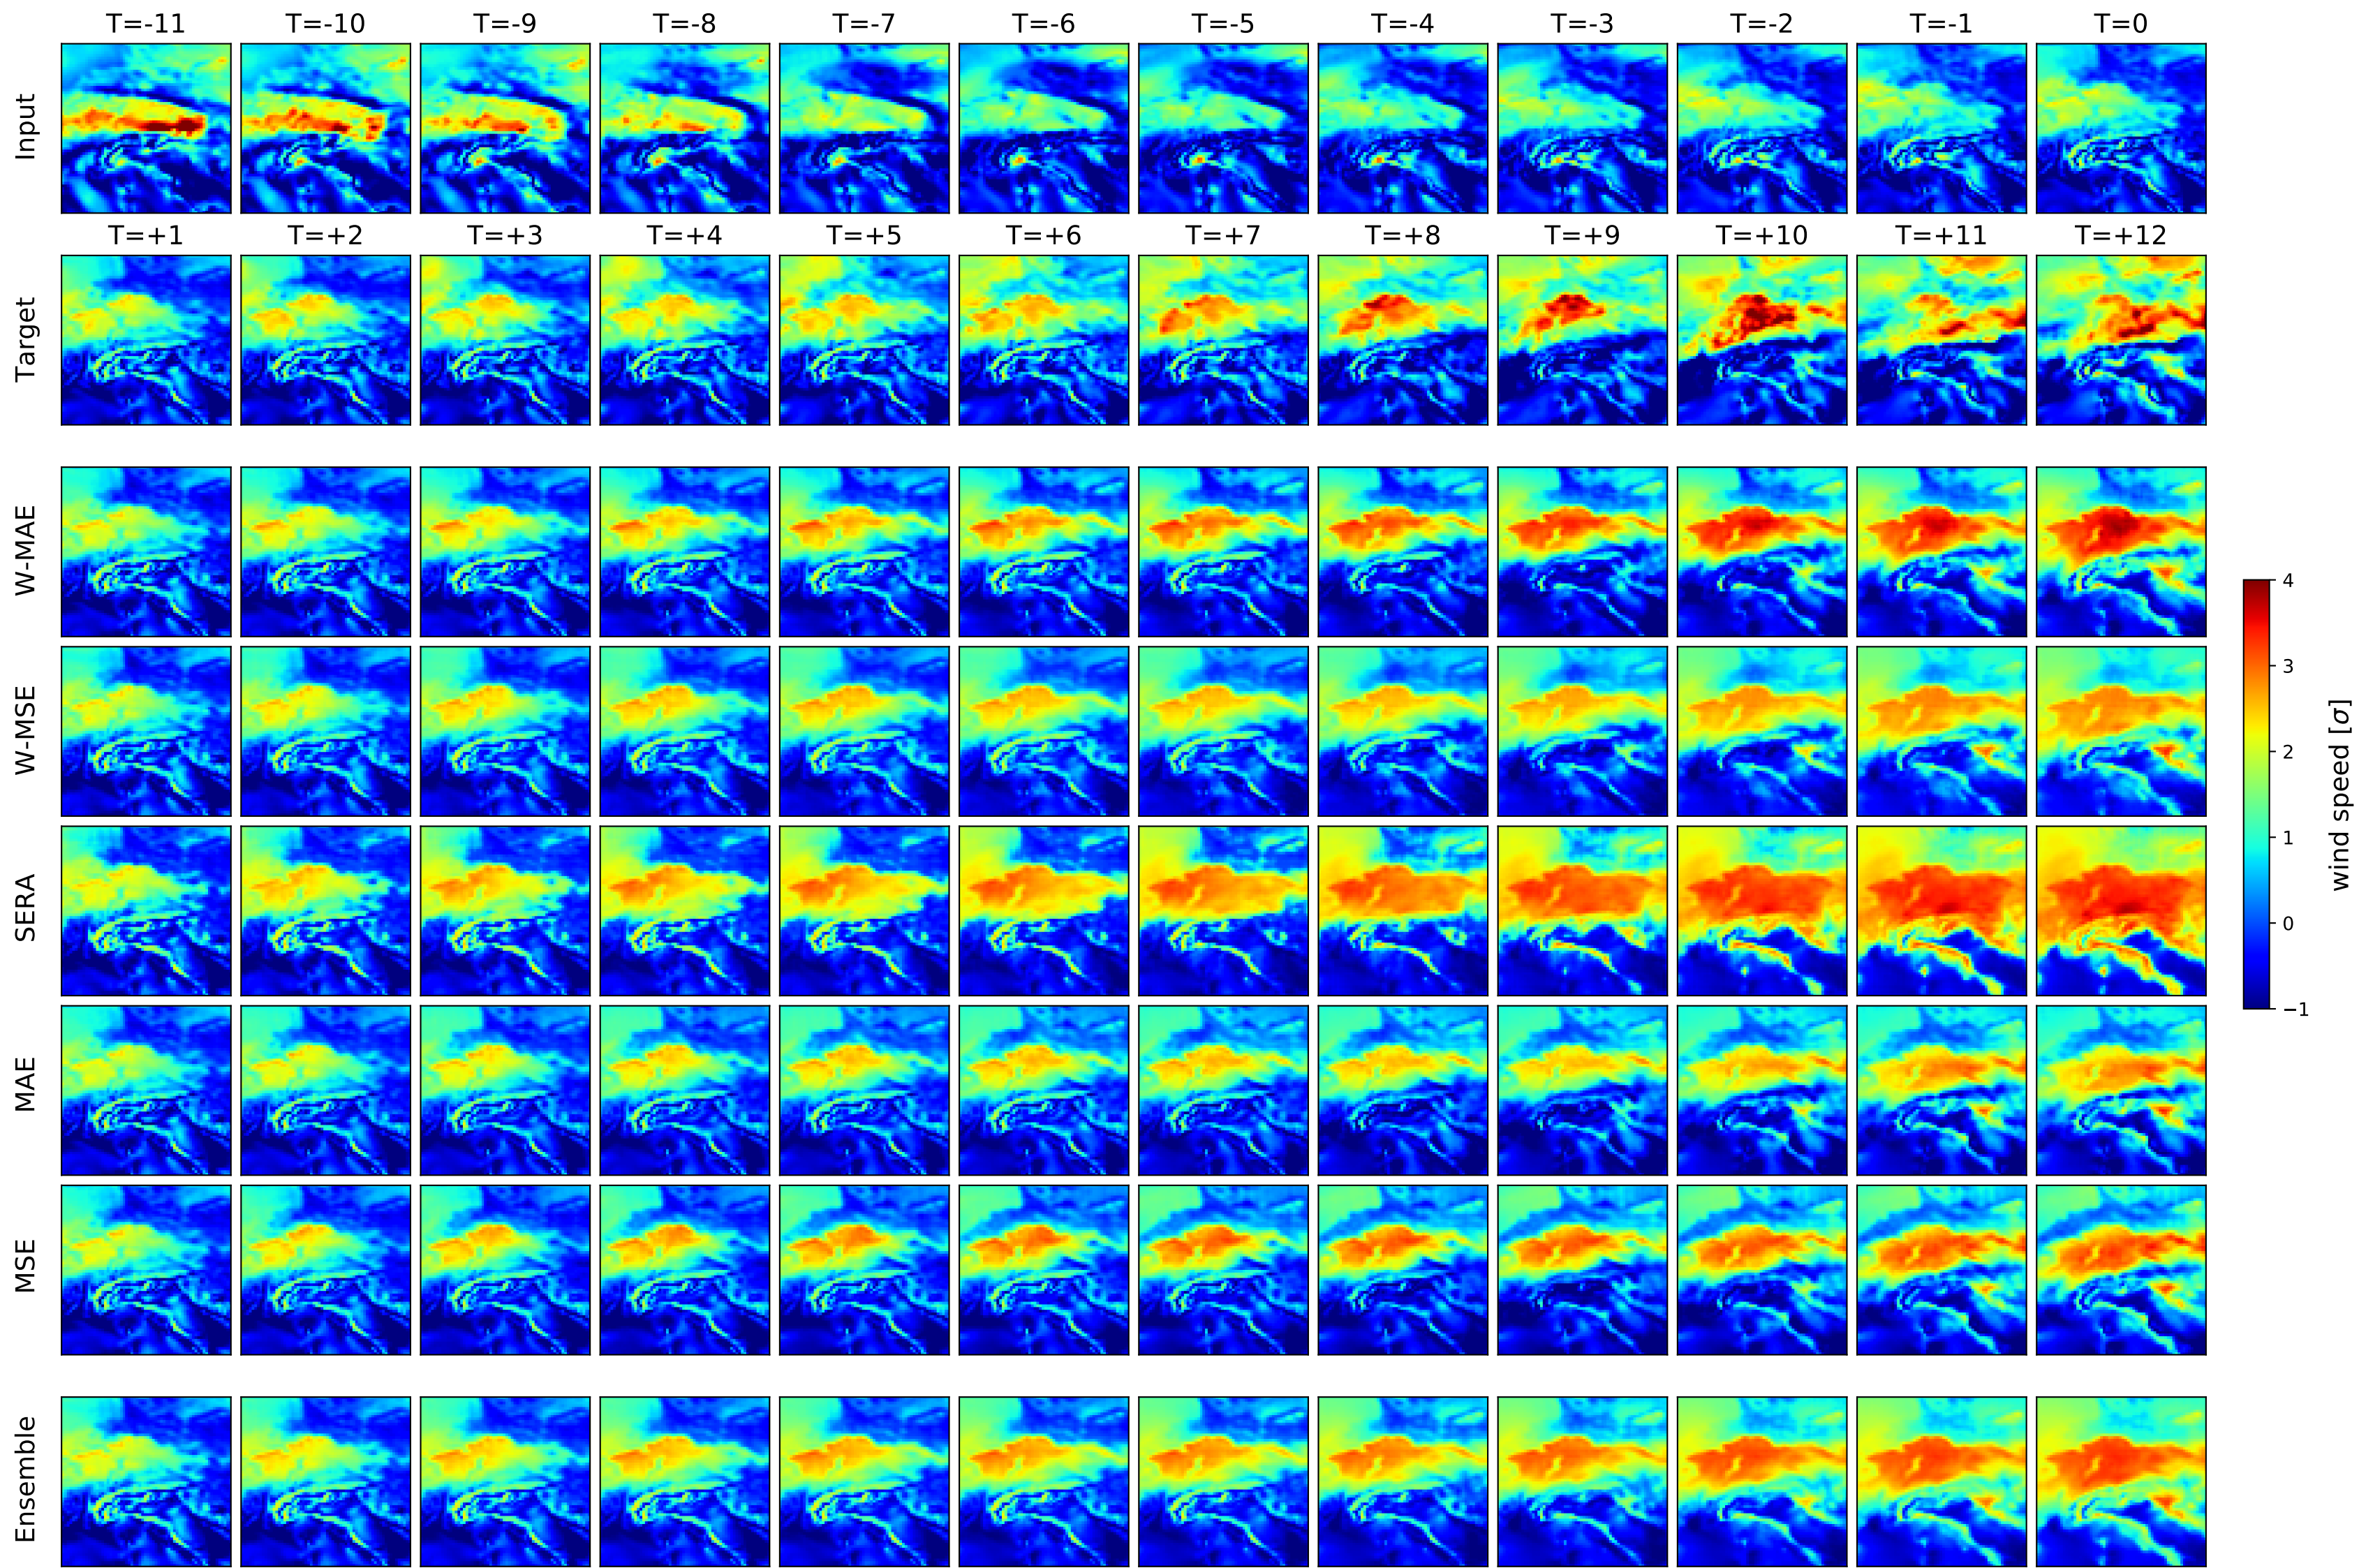 T=-11 T=-10 T=-9 T=-8 T=-7 T=-6 T=-5 T=-4 T=-3 T=-2 T=-1 T=0
Input
T=+1 T=+2 T=+3 T=+4 T=+5 T=+6 T=+7 T=+8 T=+9 T=+10 T=+11 T=+12
Target
W-MAE
W-MSE
SERA
MAE
MSE
Ensemble
4
3
2
1
0
−1
wind speed [σ]